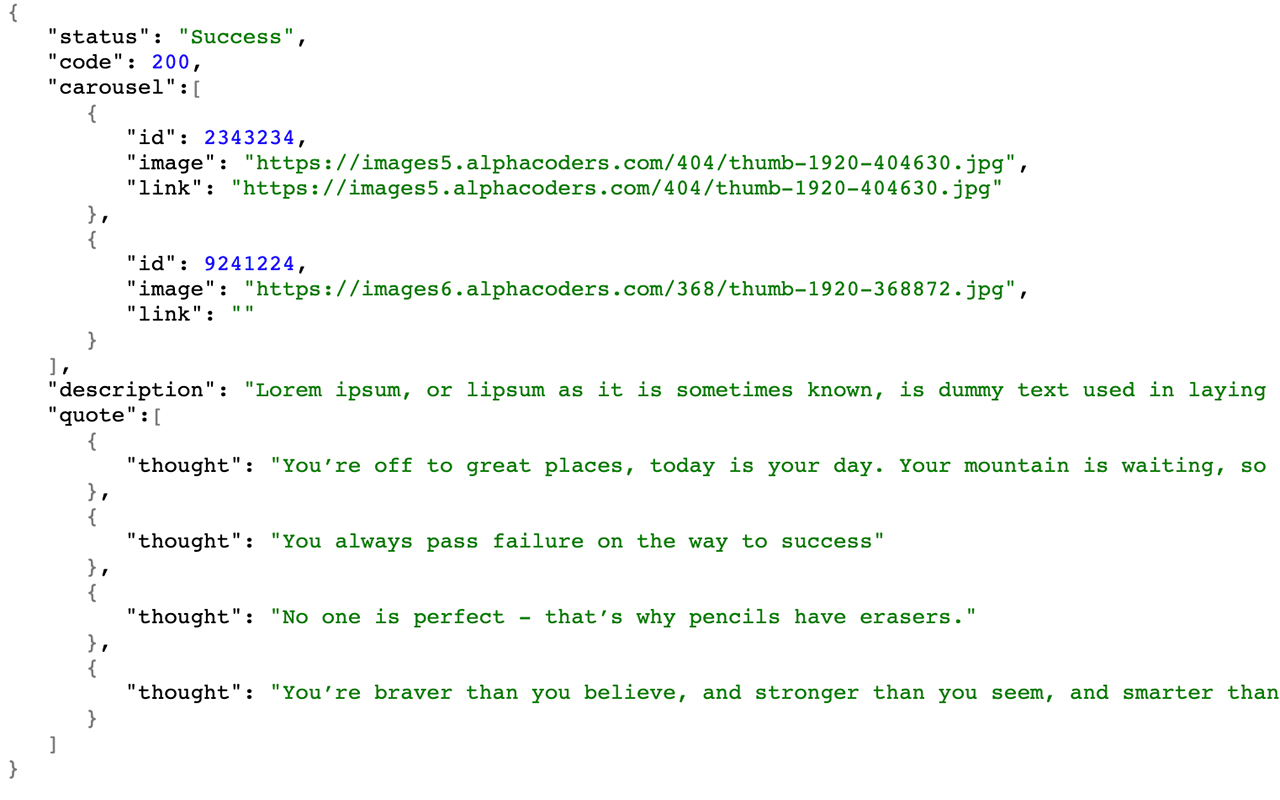 {
"status": "Success",
"code": 200,
"carousel":[
{
"id": 2343234,
"image": "https://images5.alphacoders.com/404/thumb-1920-404630.jpg",
"link": "https://images5.alphacoders.com/404/thumb-1920-404630.jpg"
},
{
"id": 9241224,
"image": "https://images6.alphacoders.com/368/thumb-1920-368872.jpg",
"link": ""
}
],
"description": "Lorem ipsum, or lipsum as it is sometimes known, is dummy text used in laying
"quote":[
{
"thought": "You’re off to great places, today is your day. Your mountain is waiting, so
},
{
"thought": "You always pass failure on the way to success"
},
{
"thought": "No one is perfect – that’s why pencils have erasers."
},
{
"thought": "You’re braver than you believe, and stronger than you seem, and smarter than
}
]
}